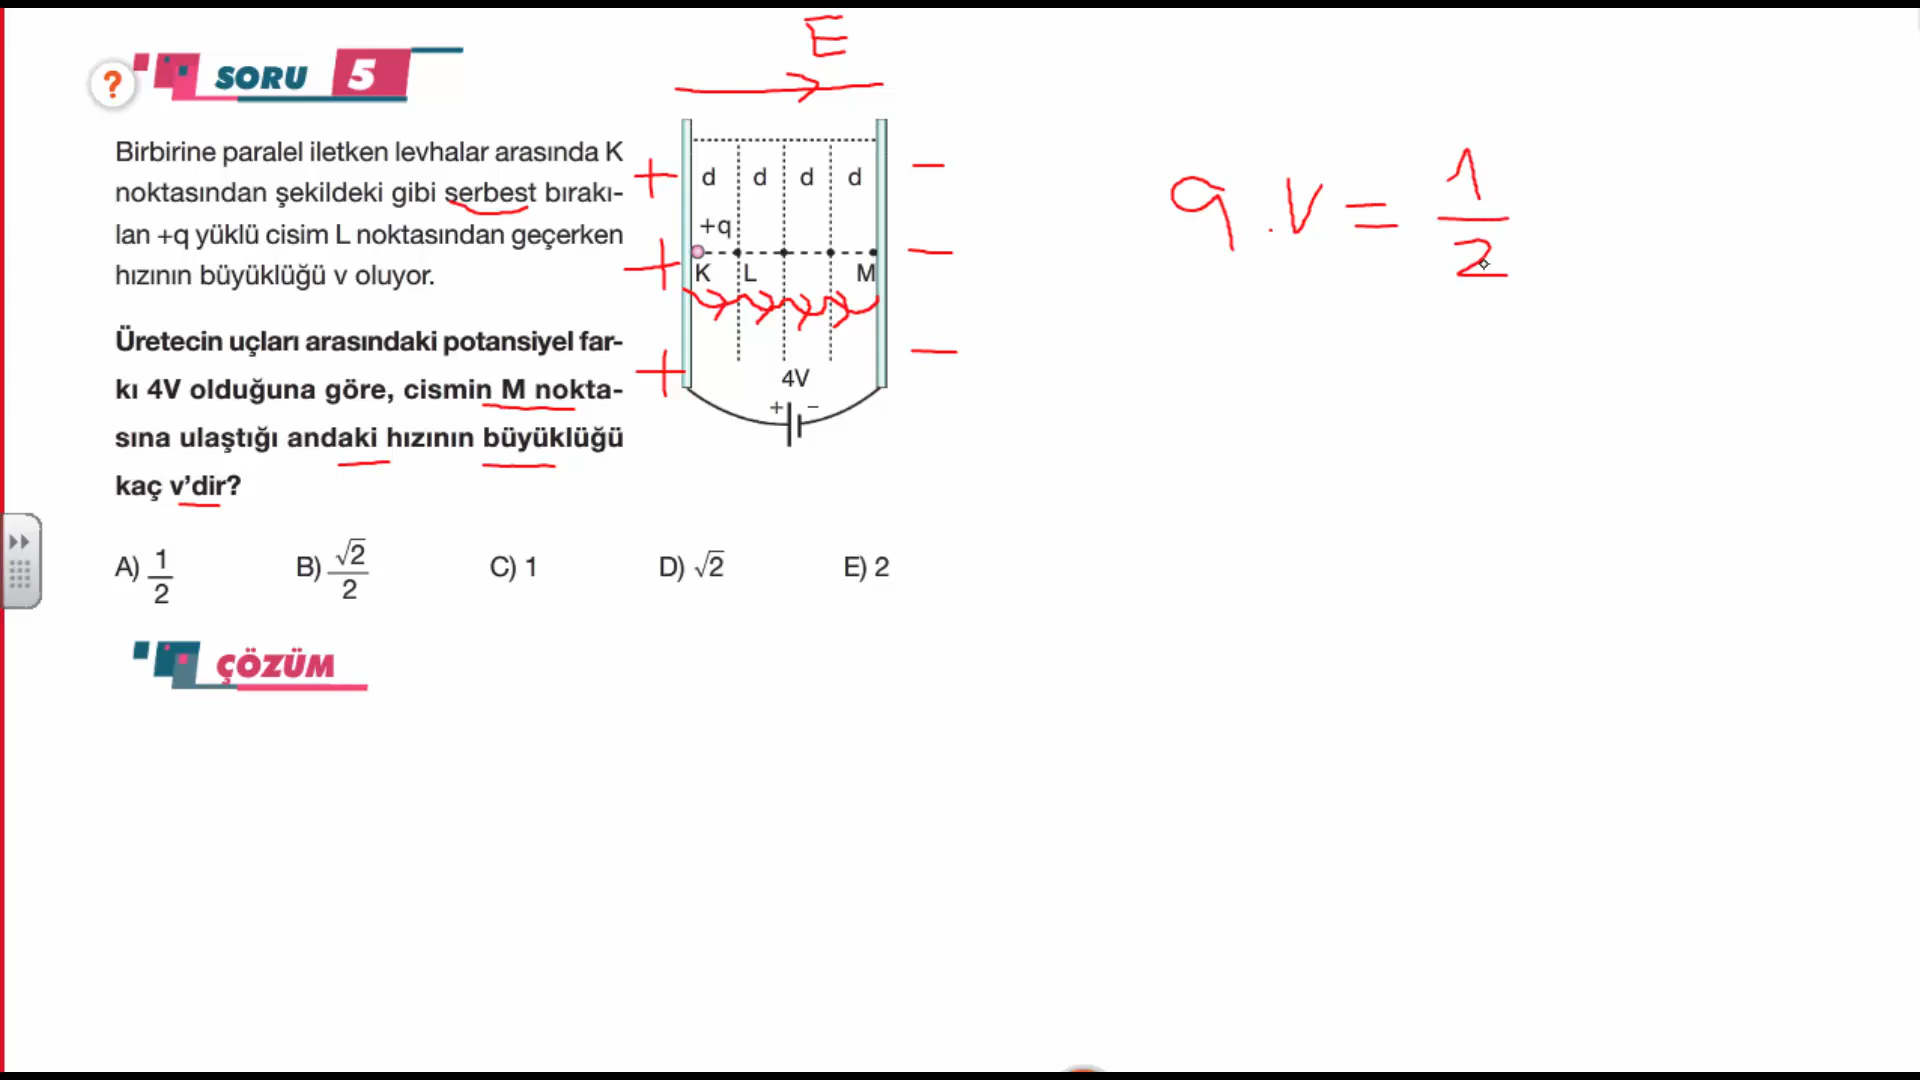 E
? SORU 5
Birbirine paralel iletken levhalar arasında K
noktasından şekildeki gibi serbest bırakı-
lan +q yüklü cisim L noktasından geçerken
hızının büyüklüğü v oluyor.
Üretecin uçları arasındaki potansiyel far-
kı 4V olduğuna göre, cismin M nokta-
sına ulaştığı andaki hızının büyüklüğü
kaç v'dir?
d d d d
+q
K L M
4V
+ −
+ −
+ −
+ −
q . V = 1/2
A) 1/2 B) √2/2 C) 1 D) √2 E) 2
ÇÖZÜM